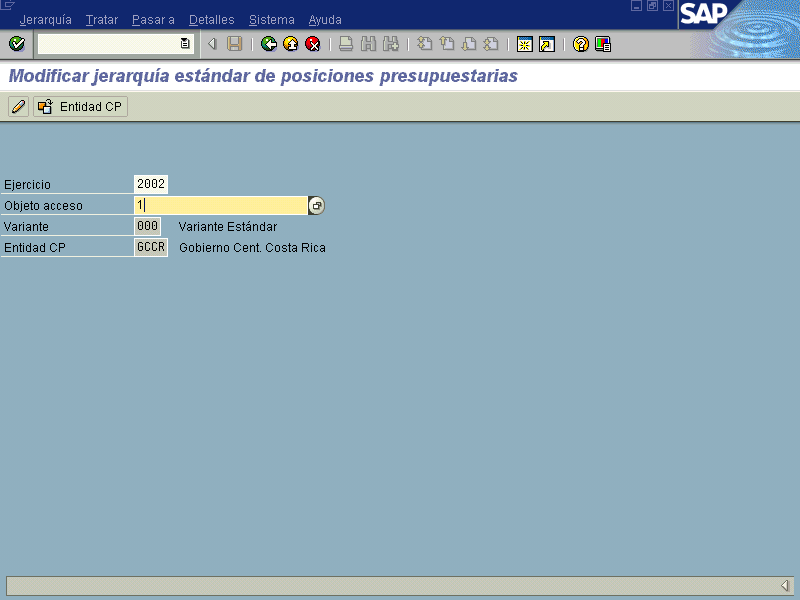 Jerarquía Tratar Pasar a Detalles Sistema Ayuda
SAP
Modificar jerarquía estándar de posiciones presupuestarias
Entidad CP
Ejercicio 2002
Objeto acceso 1
Variante 000 Variante Estándar
Entidad CP GCCR Gobierno Cent. Costa Rica